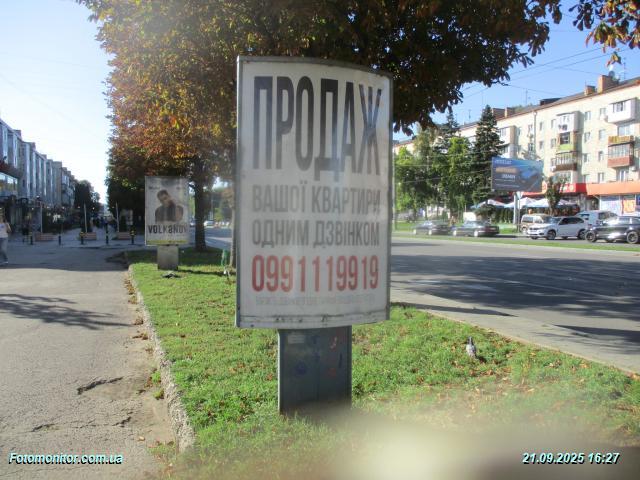 ПРОДАЖ
ВАШОЇ КВАРТИРИ
ОДНИМ ДЗВІНКОМ
0991119919
VOLKANOV
Fotomonitor.com.ua
21.09.2025 16:27